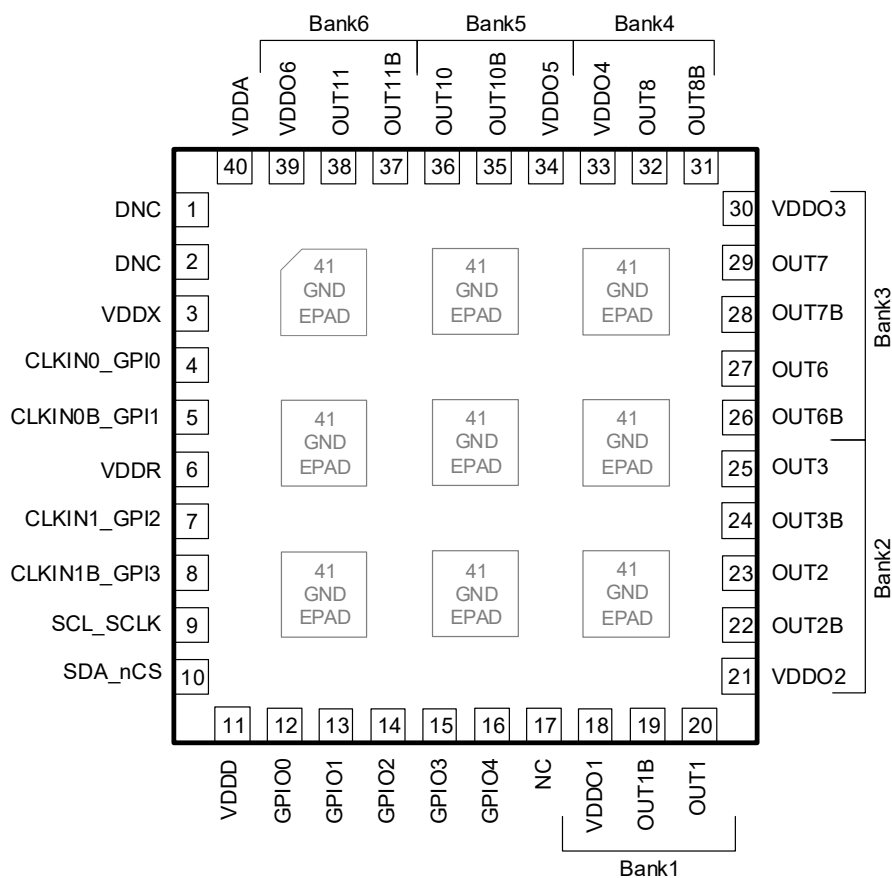 Bank6 Bank5 Bank4
VDDA VDDO6 OUT11 OUT11B OUT10 OUT10B VDDO5 VDDO4 OUT8 OUT8B
40 39 38 37 36 35 34 33 32 31
DNC 1
DNC 2
VDDX 3
CLKIN0_GPI0 4
CLKIN0B_GPI1 5
VDDR 6
CLKIN1_GPI2 7
CLKIN1B_GPI3 8
SCL_SCLK 9
SDA_nCS 10
41
GND
EPAD
41
GND
EPAD
41
GND
EPAD
41
GND
EPAD
41
GND
EPAD
41
GND
EPAD
41
GND
EPAD
41
GND
EPAD
41
GND
EPAD
30 VDDO3
29 OUT7
28 OUT7B
27 OUT6
26 OUT6B
25 OUT3
24 OUT3B
23 OUT2
22 OUT2B
21 VDDO2
Bank3
Bank2
11 12 13 14 15 16 17 18 19 20
VDDD GPIO0 GPIO1 GPIO2 GPIO3 GPIO4 NC VDDO1 OUT1B OUT1
Bank1